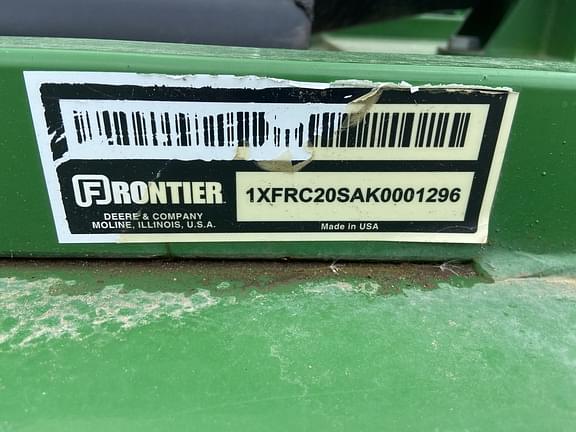 FRONTIER
1XFRC20SAK0001296
DEERE & COMPANY
MOLINE, ILLINOIS, U.S.A.
Made in USA